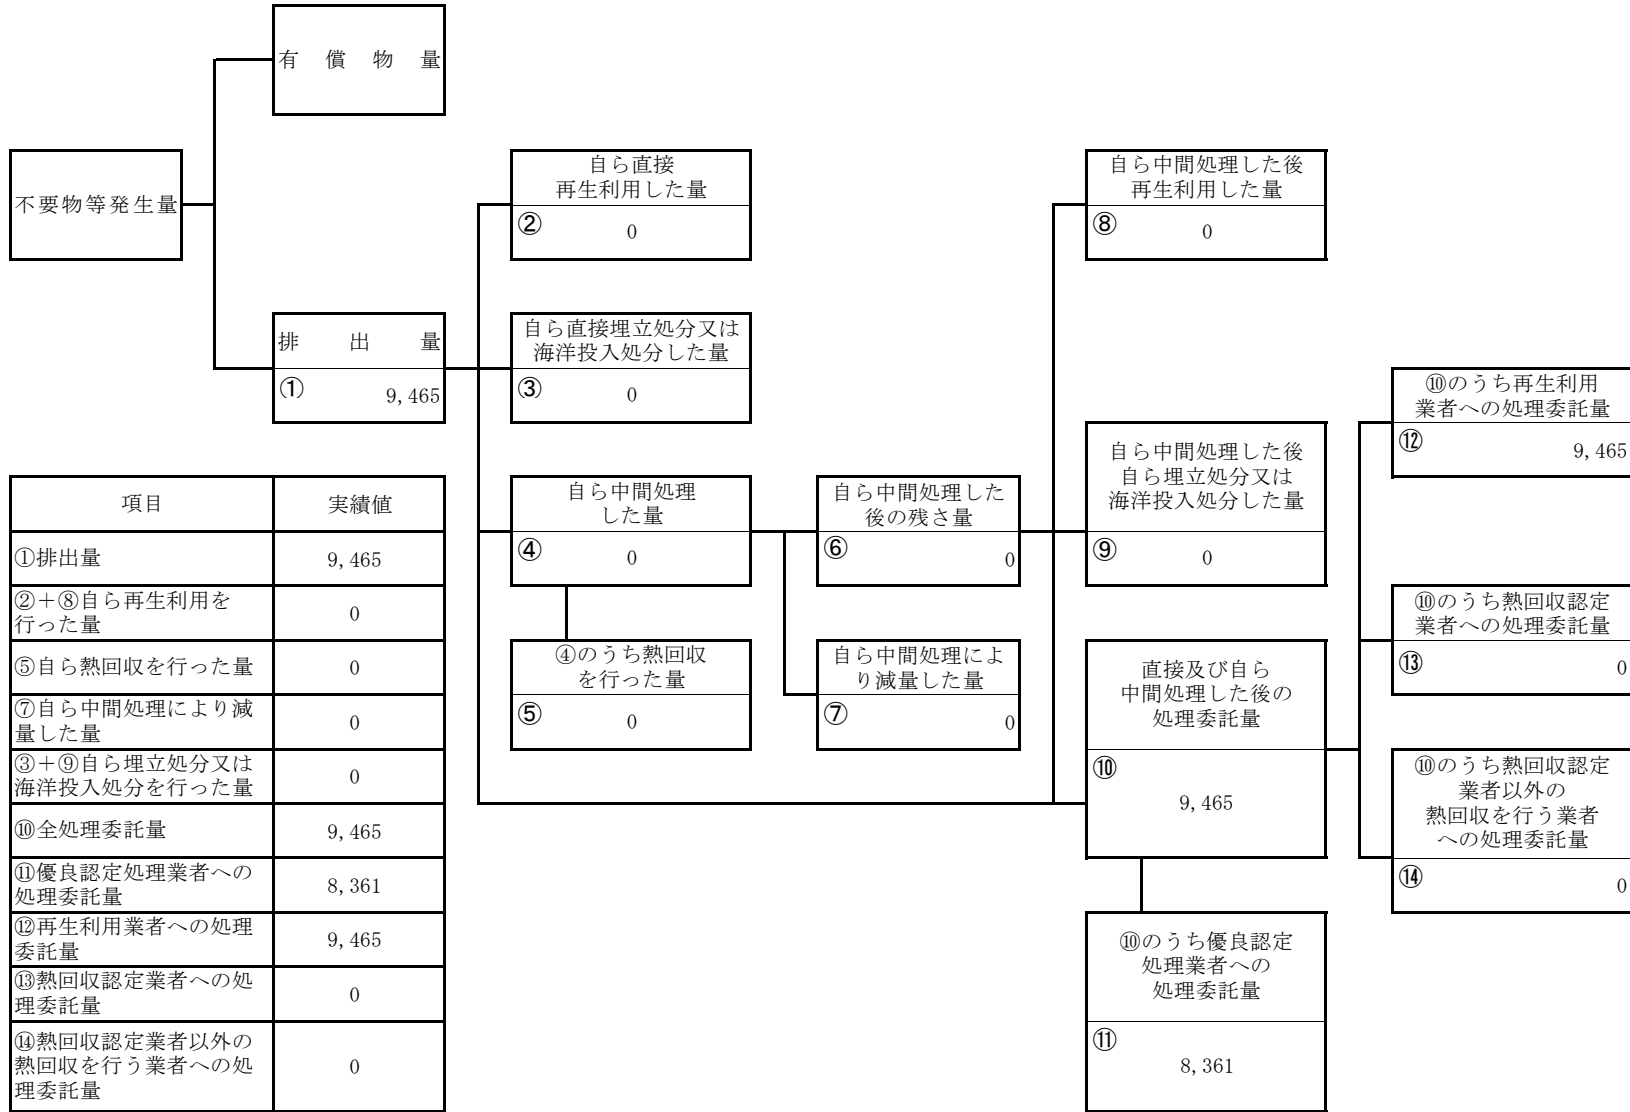 有償物量
不要物等発生量
排出量
① 9,465
自ら直接
再生利用した量
② 0
自ら直接埋立処分又は
海洋投入処分した量
③ 0
自ら中間処理
した量
④ 0
④のうち熱回収
を行った量
⑤ 0
自ら中間処理した
後の残さ量
⑥ 0
自ら中間処理によ
り減量した量
⑦ 0
自ら中間処理した後
再生利用した量
⑧ 0
自ら中間処理した後
自ら埋立処分又は
海洋投入処分した量
⑨ 0
直接及び自ら
中間処理した後の
処理委託量
⑩
9,465
⑩のうち優良認定
処理業者への
処理委託量
⑪
8,361
⑩のうち再生利用
業者への処理委託量
⑫ 9,465
⑩のうち熱回収認定
業者への処理委託量
⑬ 0
⑩のうち熱回収認定
業者以外の
熱回収を行う業者
への処理委託量
⑭ 0
項目 実績値
①排出量 9,465
②＋⑧自ら再生利用を
行った量 0
⑤自ら熱回収を行った量 0
⑦自ら中間処理により減
量した量 0
③＋⑨自ら埋立処分又は
海洋投入処分を行った量 0
⑩全処理委託量 9,465
⑪優良認定処理業者への
処理委託量 8,361
⑫再生利用業者への処理
委託量 9,465
⑬熱回収認定業者への処
理委託量 0
⑭熱回収認定業者以外の
熱回収を行う業者への処
理委託量 0